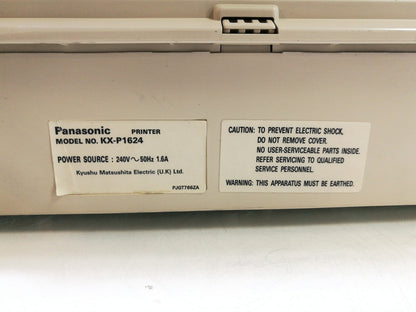 Panasonic PRINTER
MODEL NO. KX-P1624
POWER SOURCE : 240V ~ 50Hz 1.6A
Kyushu Matsushita Electric (U.K) Ltd.
PJQT7662A
CAUTION: TO PREVENT ELECTRIC SHOCK,
DO NOT REMOVE COVER.
NO USER-SERVICEABLE PARTS INSIDE.
REFER SERVICING TO QUALIFIED
SERVICE PERSONNEL.
WARNING: THIS APPARATUS MUST BE EARTHED.